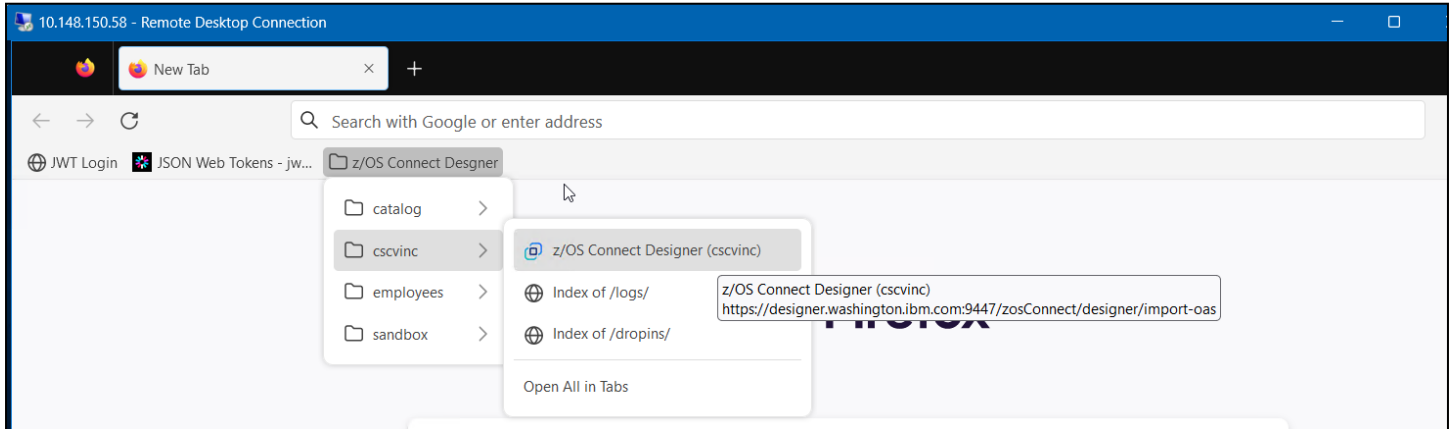 10.148.150.58 - Remote Desktop Connection
New Tab
Search with Google or enter address
JWT Login JSON Web Tokens - jw... z/OS Connect Desgner
catalog
cscvinc
employees
sandbox
z/OS Connect Designer (cscvinc)
Index of /logs/
Index of /dropins/
Open All in Tabs
z/OS Connect Designer (cscvinc)
https://designer.washington.ibm.com:9447/zosConnect/designer/import-oas